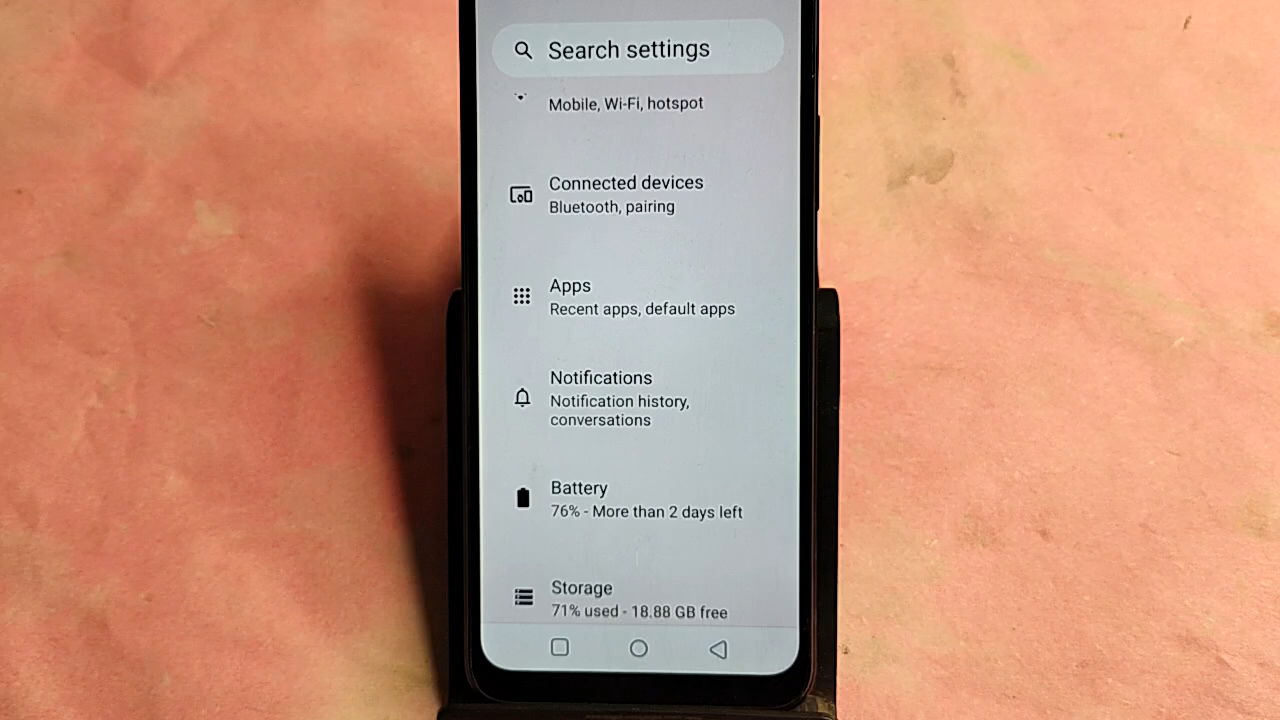 Search settings
Mobile, Wi-Fi, hotspot
Connected devices
Bluetooth, pairing
Apps
Recent apps, default apps
Notifications
Notification history,
conversations
Battery
76% - More than 2 days left
Storage
71% used - 18.88 GB free